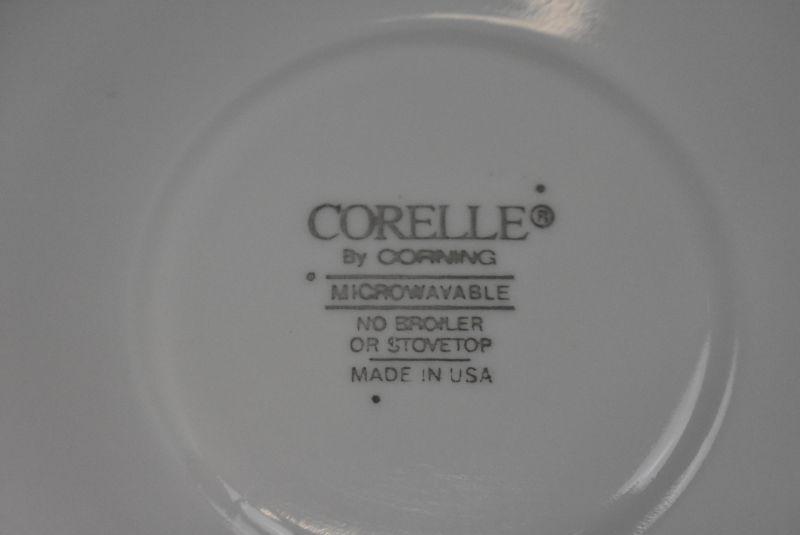 CORELLE®
By CORNING
MICROWAVABLE
NO BROILER
OR STOVETOP
MADE IN USA